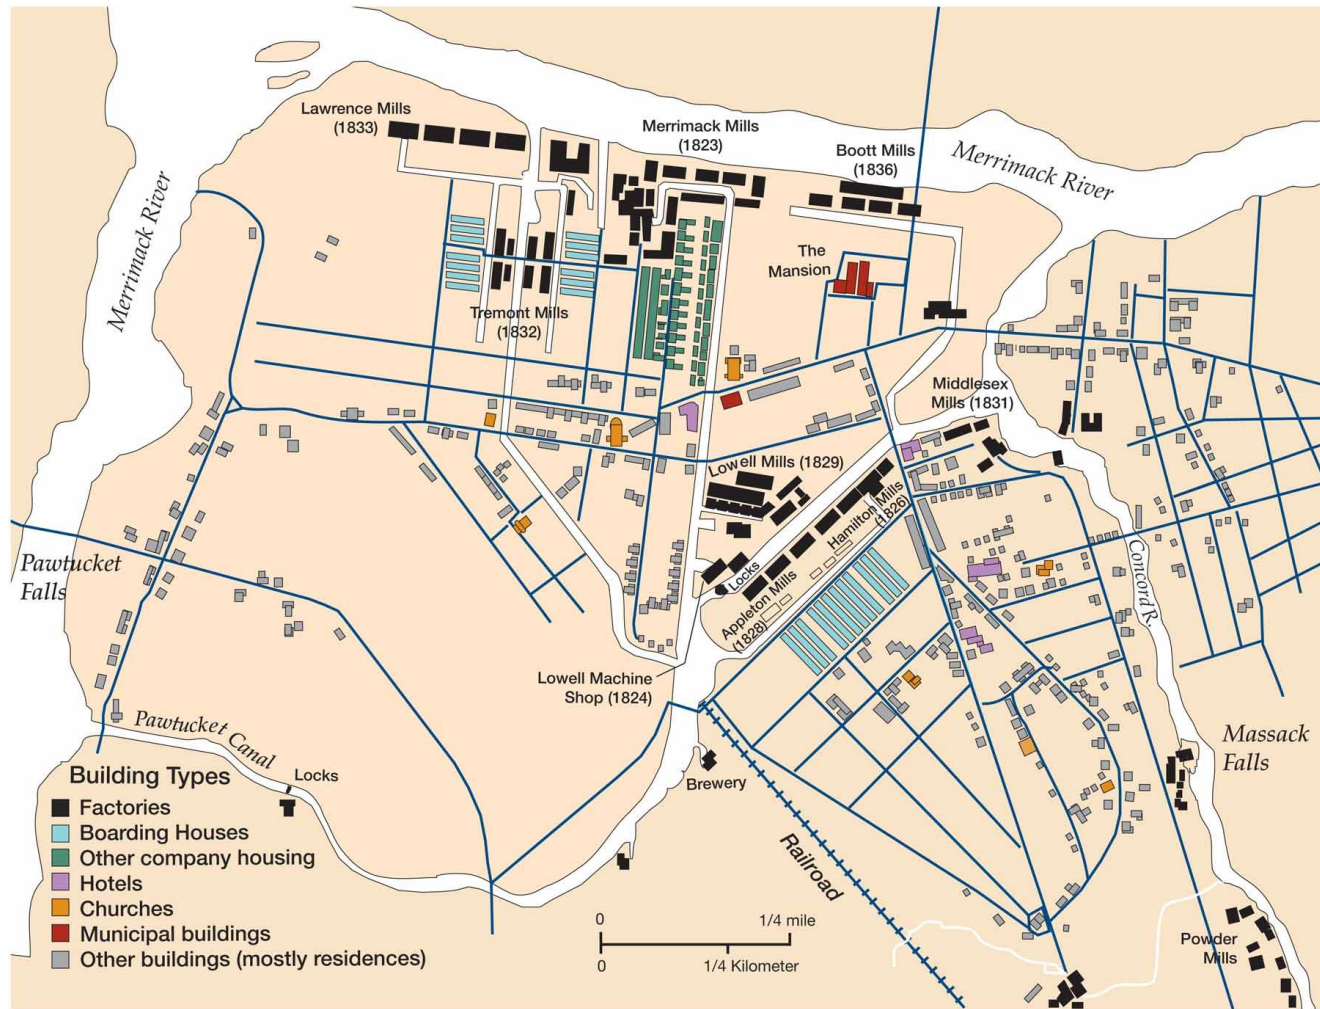 Lawrence Mills
(1833)
Merrimack Mills
(1823)
Boott Mills
(1836)
Merrimack River
Merrimack River
The
Mansion
Tremont Mills
(1832)
Middlesex
Mills (1831)
Lowell Mills (1829)
Hamilton Mills
(1826)
Locks
Appleton Mills
(1828)
Pawtucket
Falls
Concord R.
Lowell Machine
Shop (1824)
Pawtucket Canal
Massack
Falls
Locks
Brewery
Railroad
Powder
Mills
Building Types
Factories
Boarding Houses
Other company housing
Hotels
Churches
Municipal buildings
Other buildings (mostly residences)
0
1/4 mile
0
1/4 Kilometer